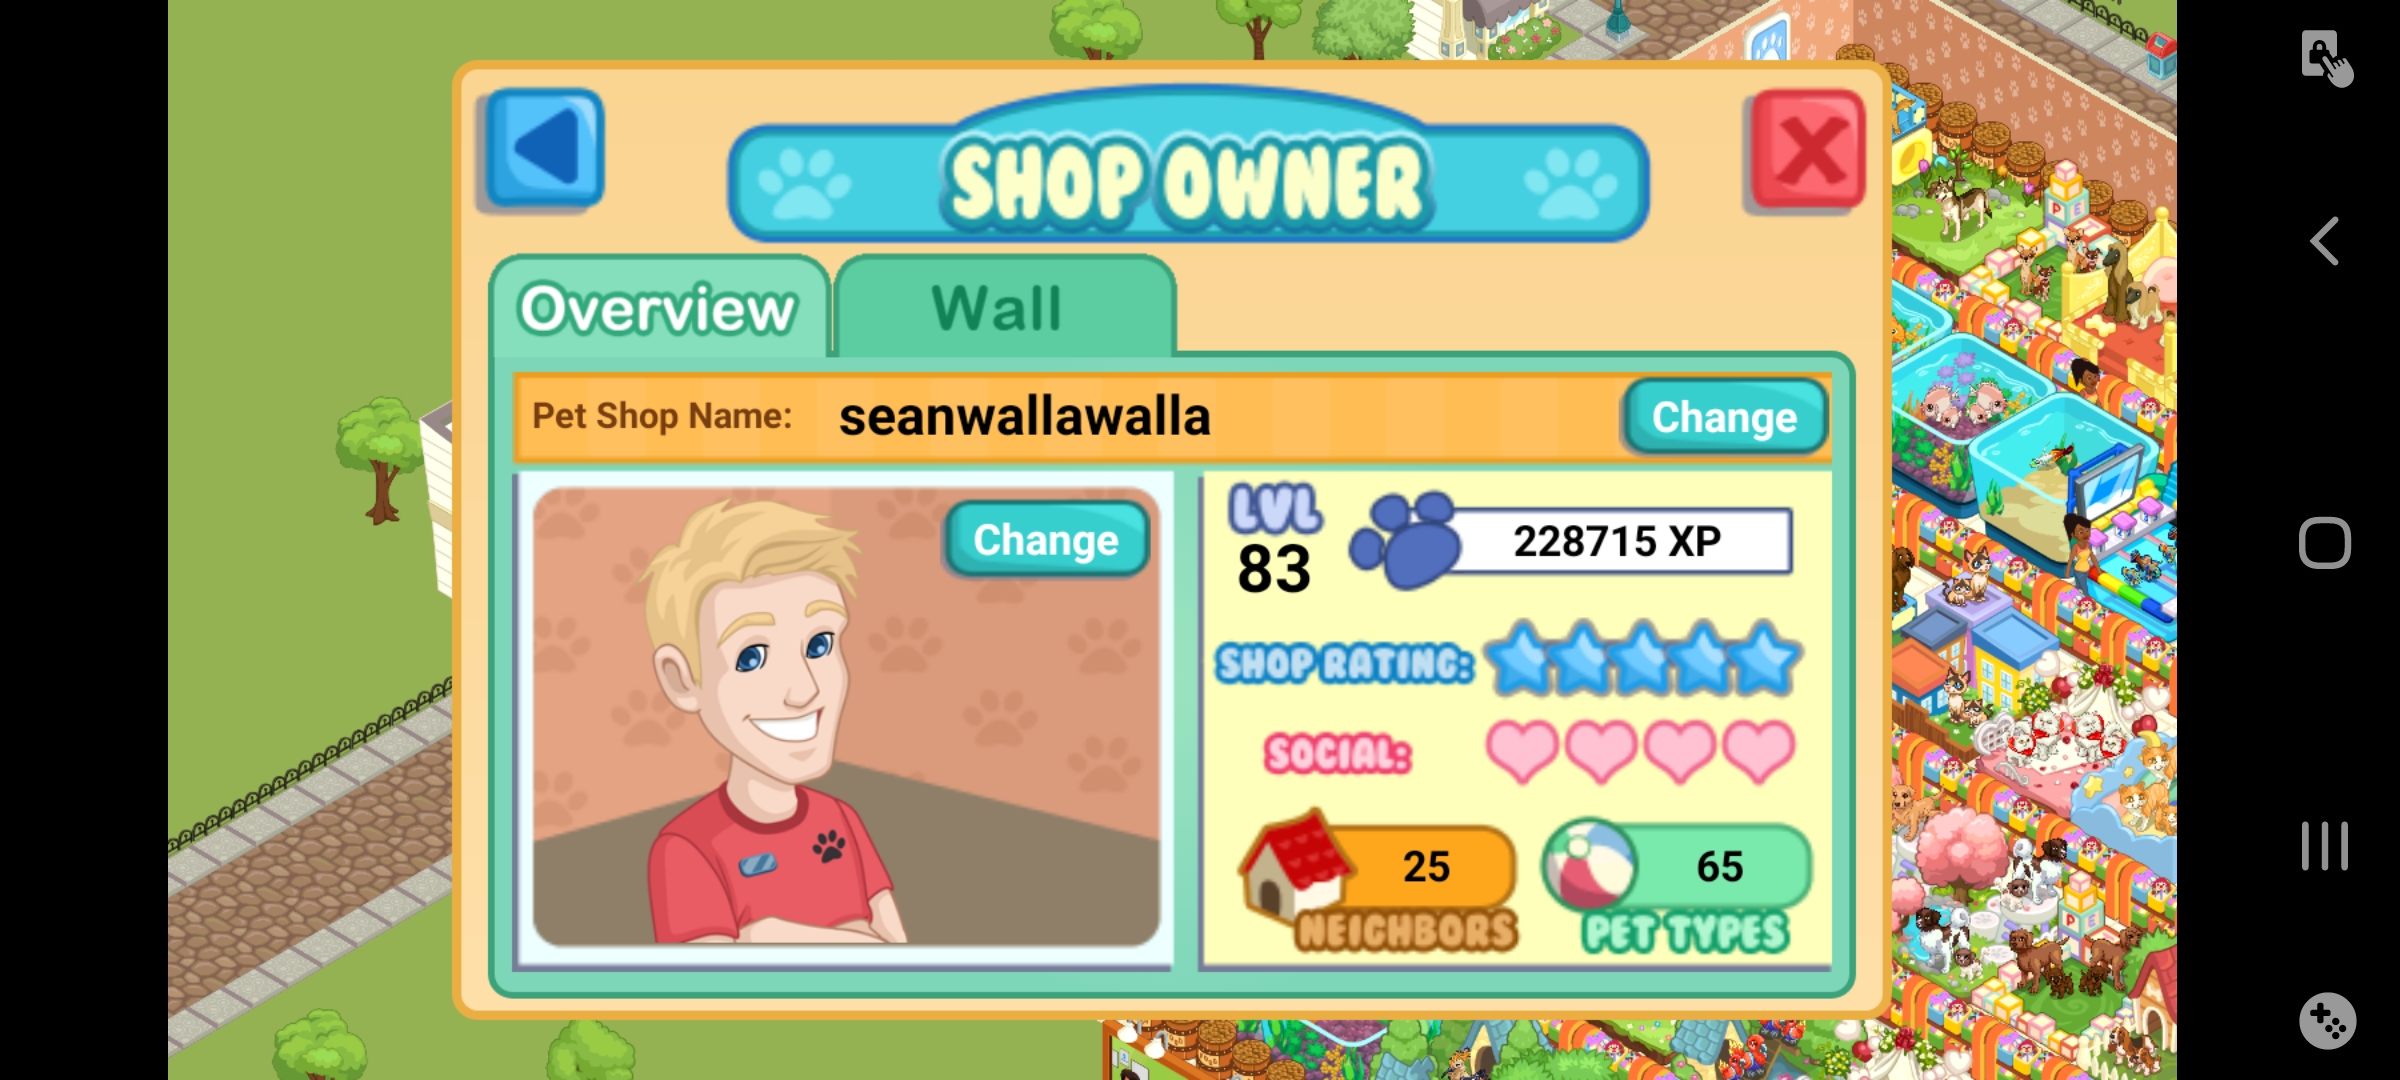 SHOP OWNER
Overview
Wall
Pet Shop Name: seanwallawalla
Change
Change
LVL
83
228715 XP
SHOP RATING:
SOCIAL:
25
NEIGHBORS
65
PET TYPES